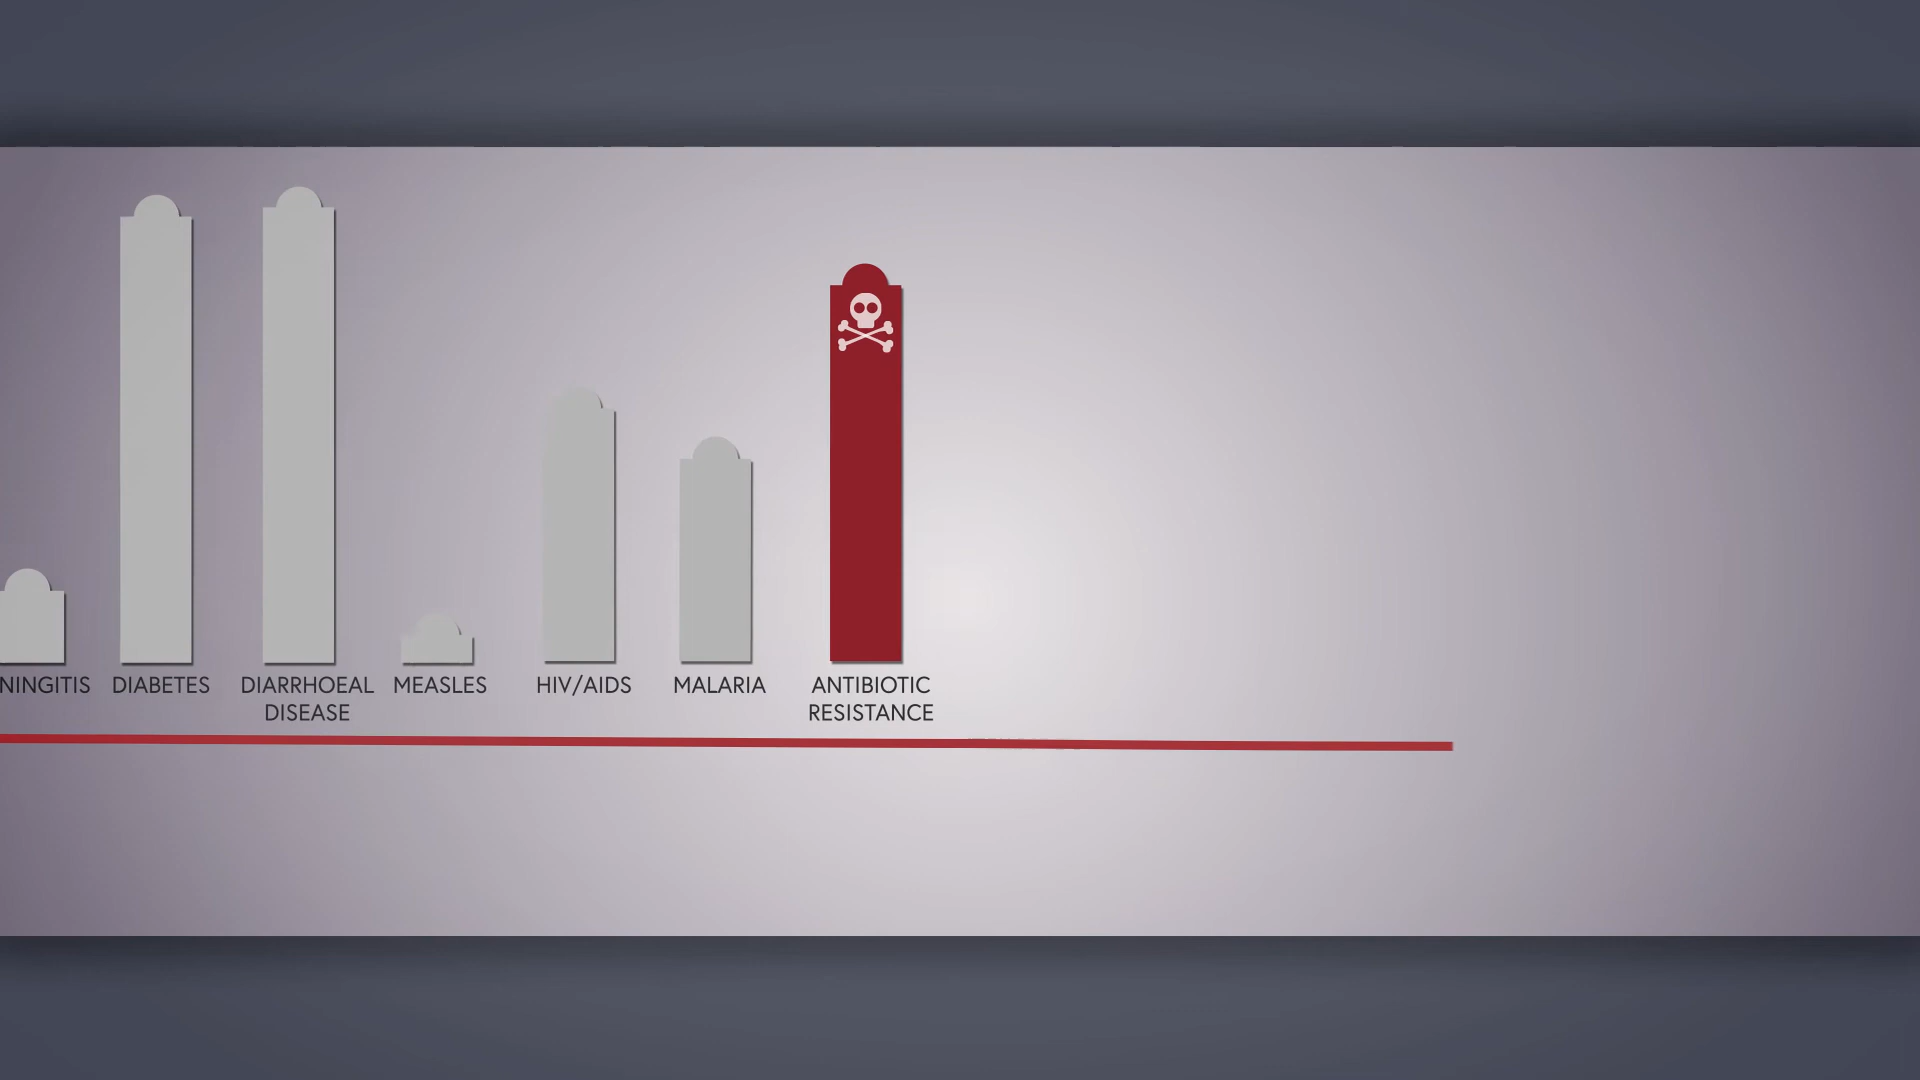 NINGITIS
DIABETES
DIARRHOEAL
DISEASE
MEASLES
HIV/AIDS
MALARIA
ANTIBIOTIC
RESISTANCE